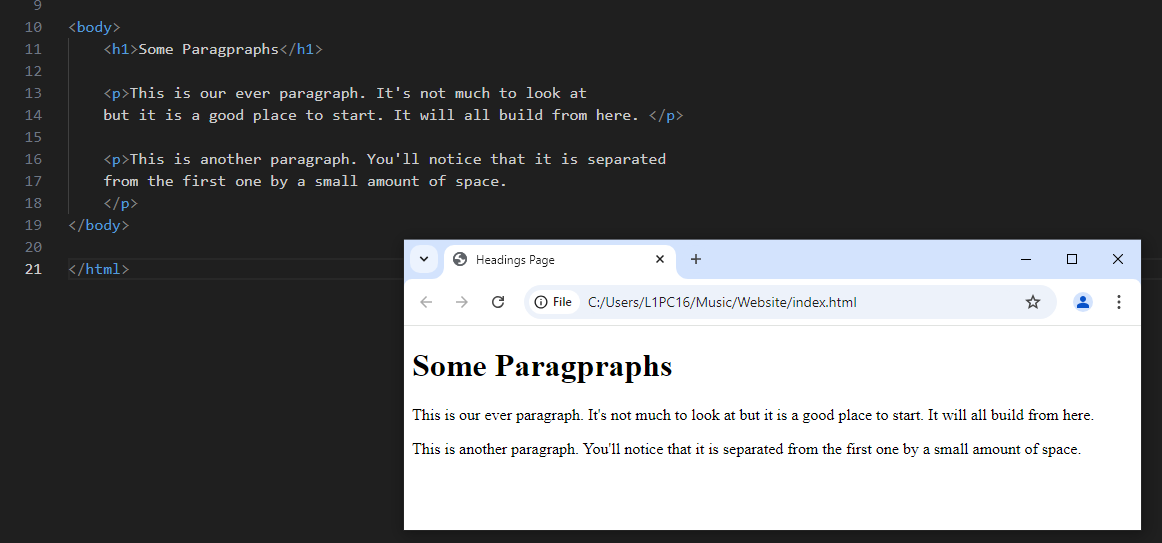 9
10 <body>
11 <h1>Some Paragpraphs</h1>
12
13 <p>This is our ever paragraph. It's not much to look at
14 but it is a good place to start. It will all build from here. </p>
15
16 <p>This is another paragraph. You'll notice that it is separated
17 from the first one by a small amount of space.
18 </p>
19 </body>
20
21 </html>
Headings Page
File C:/Users/L1PC16/Music/Website/index.html
Some Paragpraphs
This is our ever paragraph. It's not much to look at but it is a good place to start. It will all build from here.
This is another paragraph. You'll notice that it is separated from the first one by a small amount of space.